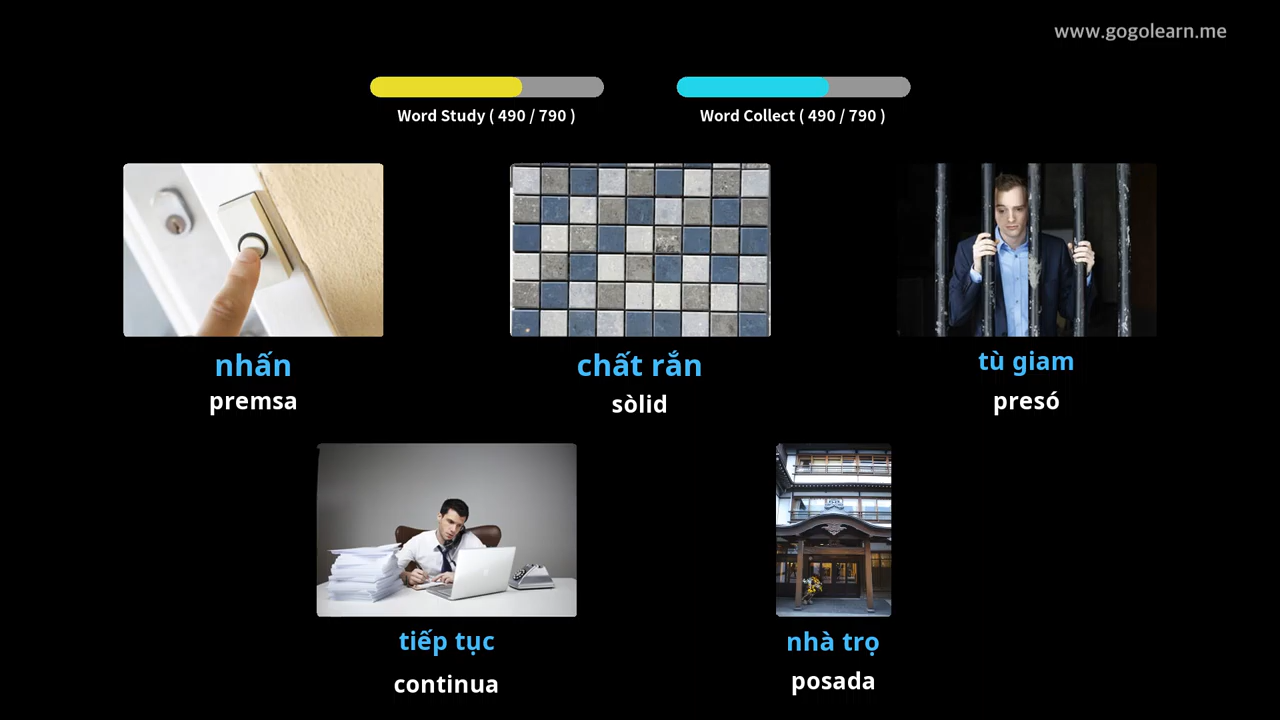 www.gogolearn.me
Word Study ( 490 / 790 )
Word Collect ( 490 / 790 )
nhấn
premsa
chất rắn
sòlid
tù giam
presó
tiếp tục
continua
nhà trọ
posada